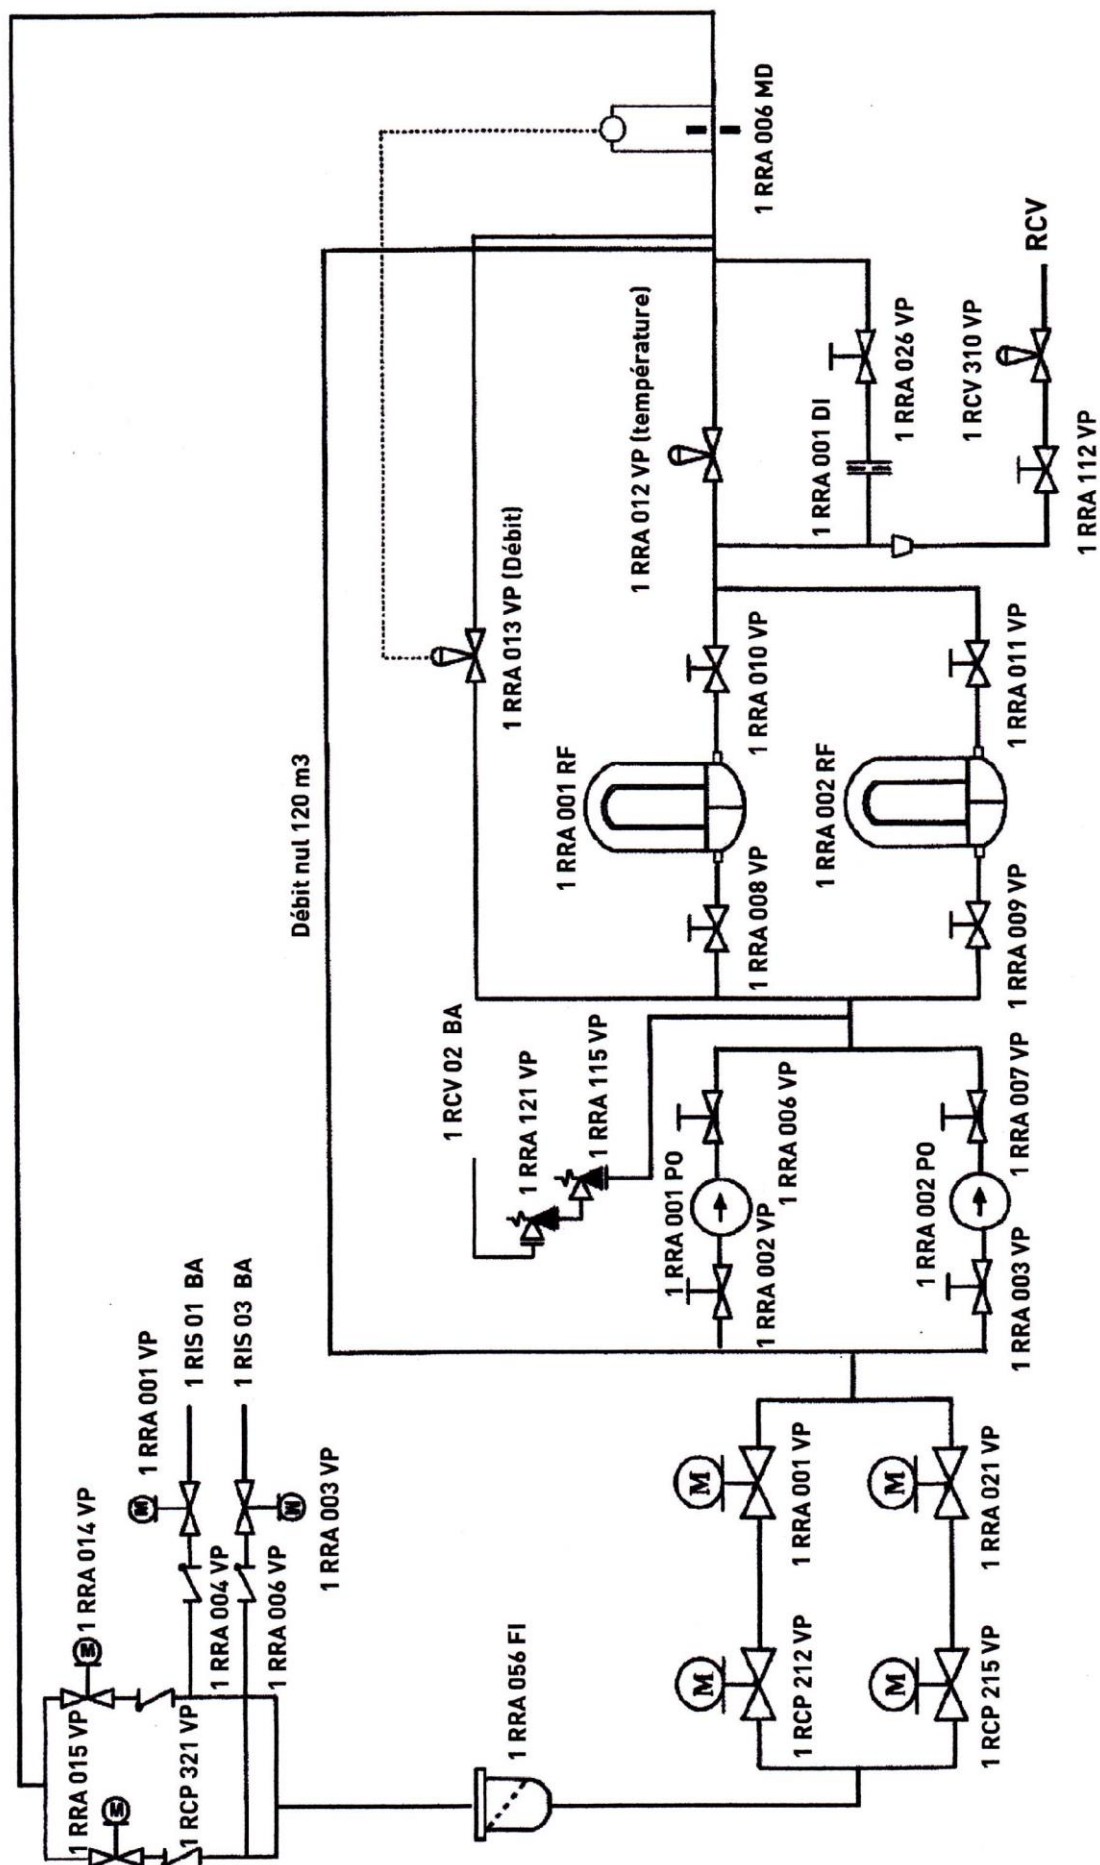 1 RRA 015 VP
1 RRA 014 VP
M
M
1 RCP 321 VP
1 RRA 004 VP
1 RRA 006 VP
1 RRA 001 VP
M
1 RIS 01 BA
1 RIS 03 BA
M
1 RRA 003 VP
1 RRA 056 FI
M
1 RCP 212 VP
M
1 RRA 001 VP
M
1 RCP 215 VP
M
1 RRA 021 VP
Débit nul 120 m3
1 RCV 02 BA
1 RRA 121 VP
1 RRA 115 VP
1 RRA 001 PO
1 RRA 002 VP
1 RRA 006 VP
1 RRA 002 PO
1 RRA 003 VP
1 RRA 007 VP
1 RRA 013 VP (Débit)
1 RRA 001 RF
1 RRA 008 VP
1 RRA 010 VP
1 RRA 002 RF
1 RRA 009 VP
1 RRA 011 VP
1 RRA 012 VP (température)
1 RRA 006 MD
1 RRA 001 DI
1 RRA 026 VP
1 RCV 310 VP
RCV
1 RRA 112 VP